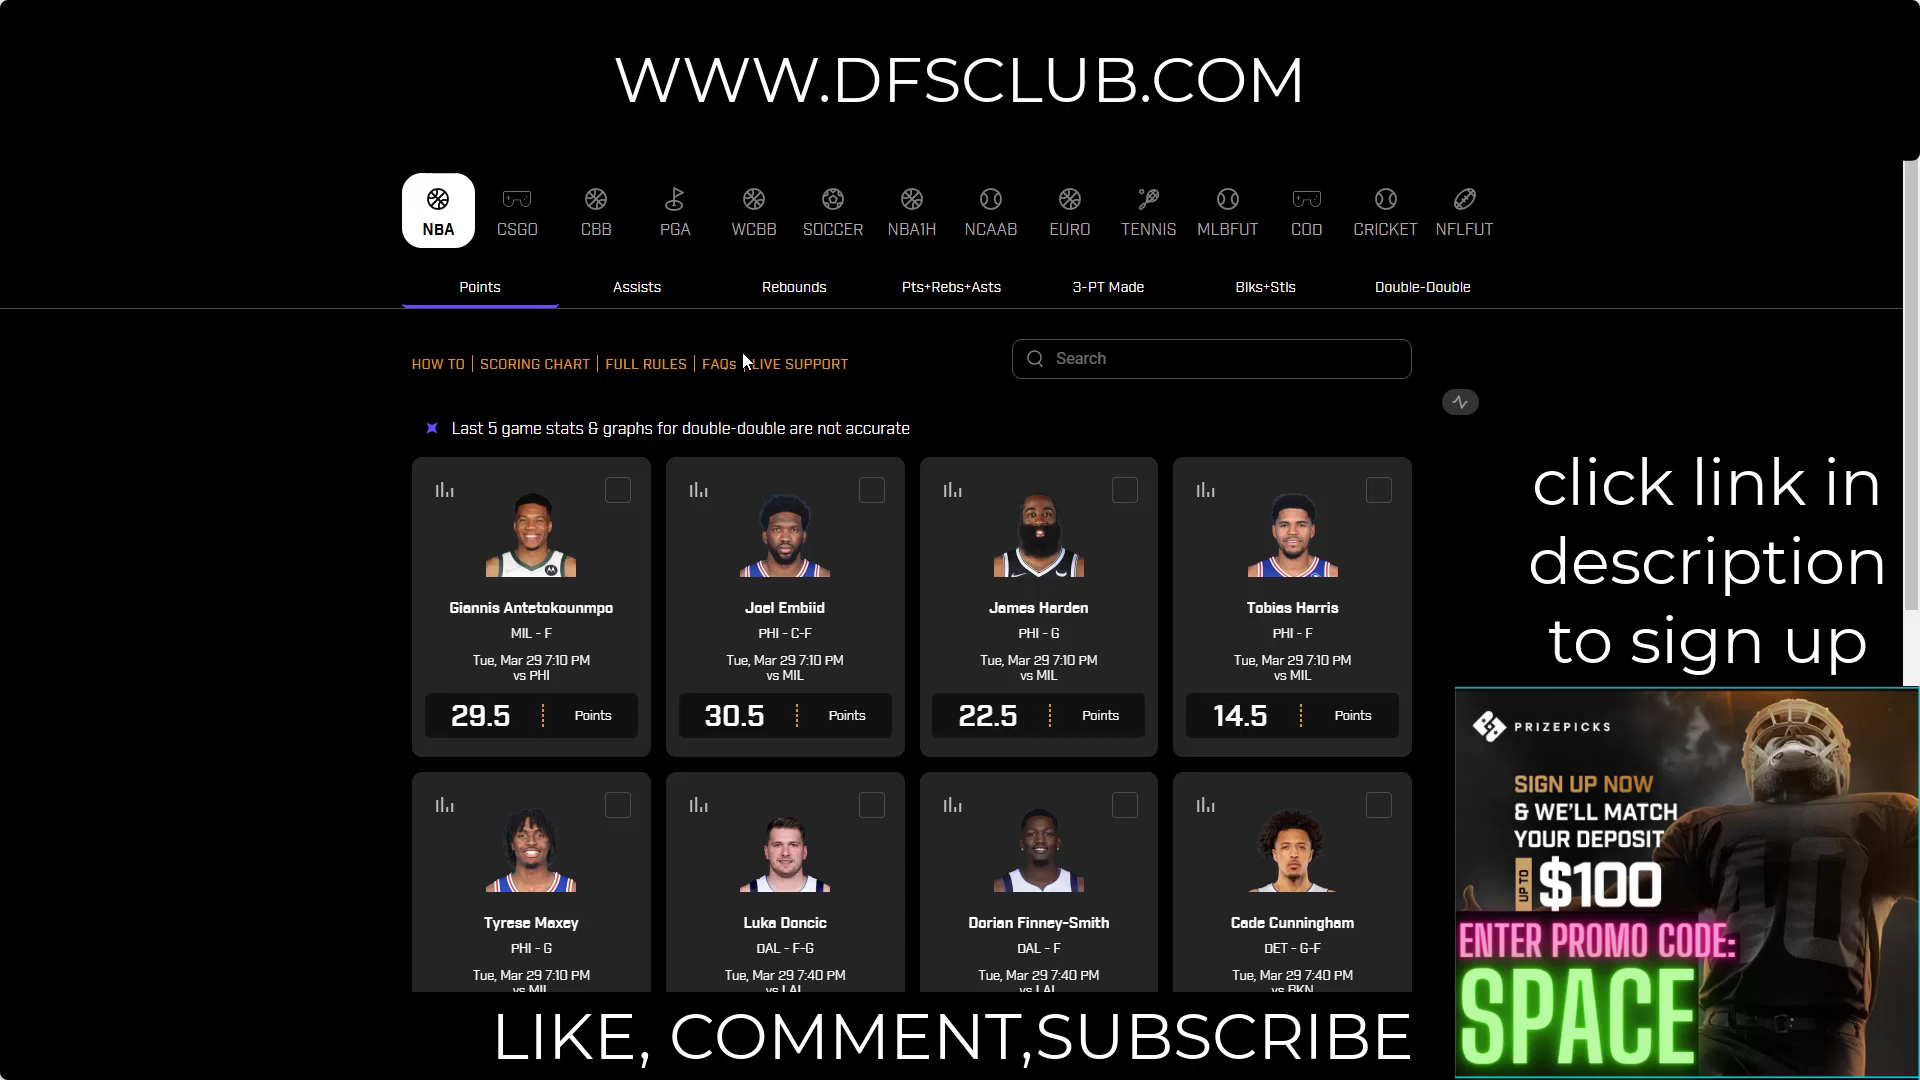 WWW.DFSCLUB.COM
NBA
CSGO
CBB
PGA
WCBB
SOCCER
NBA1H
NCAAB
EURO
TENNIS
MLBFUT
COD
CRICKET
NFLFUT
Points
Assists
Rebounds
Pts+Rebs+Asts
3-PT Made
Blks+Stls
Double-Double
HOW TO | SCORING CHART | FULL RULES | FAQs LIVE SUPPORT
Search
Last 5 game stats & graphs for double-double are not accurate
Giannis Antetokounmpo
MIL - F
Tue, Mar 29 7:10 PM
vs PHI
29.5 Points
Joel Embiid
PHI - C-F
Tue, Mar 29 7:10 PM
vs MIL
30.5 Points
James Harden
PHI - G
Tue, Mar 29 7:10 PM
vs MIL
22.5 Points
Tobias Harris
PHI - F
Tue, Mar 29 7:10 PM
vs MIL
14.5 Points
Tyrese Maxey
PHI - G
Tue, Mar 29 7:10 PM
vs MIL
Luka Doncic
DAL - F-G
Tue, Mar 29 7:40 PM
vs LAL
Dorian Finney-Smith
DAL - F
Tue, Mar 29 7:40 PM
vs LAL
Cade Cunningham
DET - G-F
Tue, Mar 29 7:40 PM
vs BKN
click link in
description
to sign up
PRIZEPICKS
SIGN UP NOW
& WE'LL MATCH
YOUR DEPOSIT
UP TO $100
ENTER PROMO CODE:
SPACE
LIKE, COMMENT,SUBSCRIBE